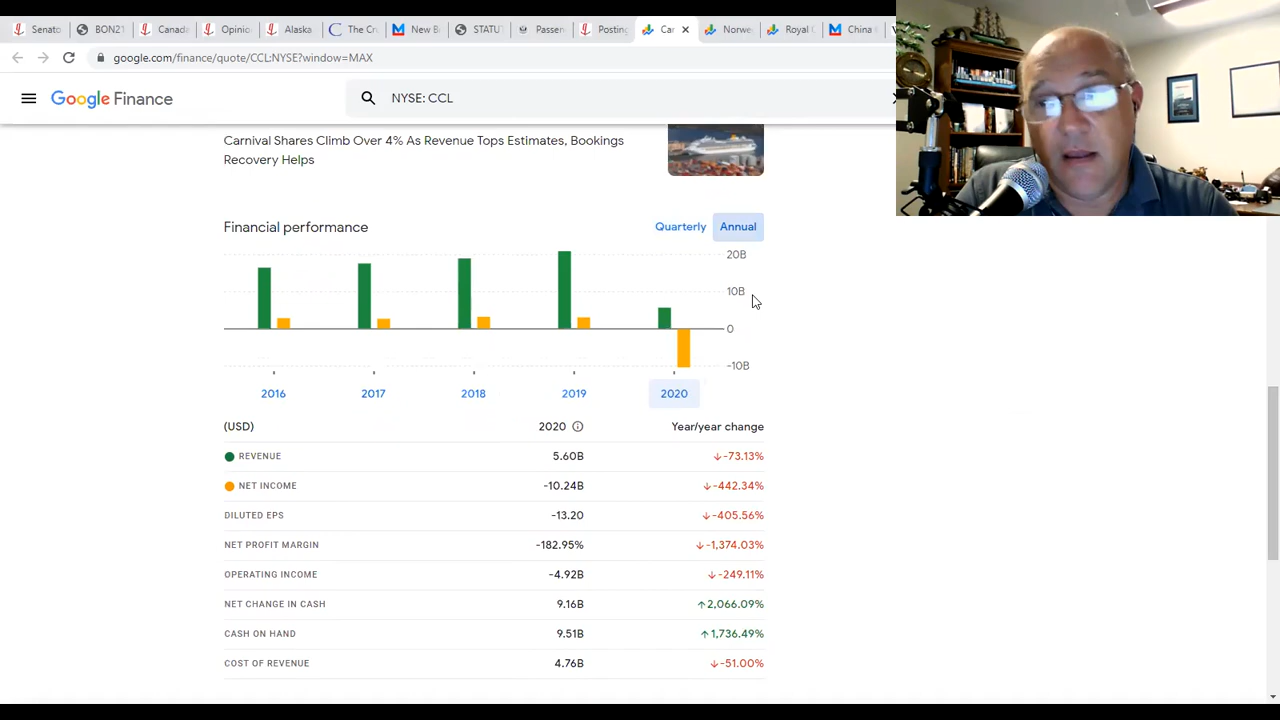 Senato
BON21
Canad
Opinio
Alaska
The Cr
New B
STATU
Passen
Posting
Car
Norwe
Royal C
China I
google.com/finance/quote/CCL:NYSE?window=MAX
Google Finance
NYSE: CCL
Carnival Shares Climb Over 4% As Revenue Tops Estimates, Bookings
Recovery Helps
Financial performance
Quarterly Annual
20B
10B
0
-10B
2016 2017 2018 2019 2020
(USD) 2020 Year/year change
REVENUE 5.60B ↓-73.13%
NET INCOME -10.24B ↓-442.34%
DILUTED EPS -13.20 ↓-405.56%
NET PROFIT MARGIN -182.95% ↓-1,374.03%
OPERATING INCOME -4.92B ↓-249.11%
NET CHANGE IN CASH 9.16B ↑2,066.09%
CASH ON HAND 9.51B ↑1,736.49%
COST OF REVENUE 4.76B ↓-51.00%